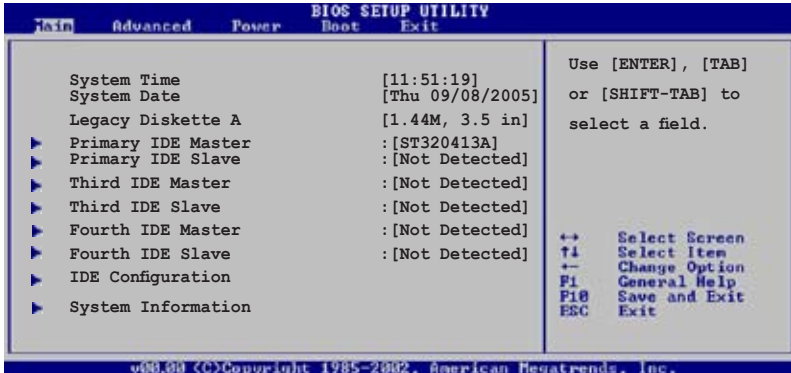 BIOS SETUP UTILITY
Main Advanced Power Boot Exit
System Time [11:51:19]
System Date [Thu 09/08/2005]
Legacy Diskette A [1.44M, 3.5 in]
Primary IDE Master :[ST320413A]
Primary IDE Slave :[Not Detected]
Third IDE Master :[Not Detected]
Third IDE Slave :[Not Detected]
Fourth IDE Master :[Not Detected]
Fourth IDE Slave :[Not Detected]
IDE Configuration
System Information
Use [ENTER], [TAB]
or [SHIFT-TAB] to
select a field.
↔ Select Screen
↑↓ Select Item
←- Change Option
F1 General Help
F10 Save and Exit
ESC Exit
v00.00 (C)Copyright 1985-2002, American Megatrends, Inc.